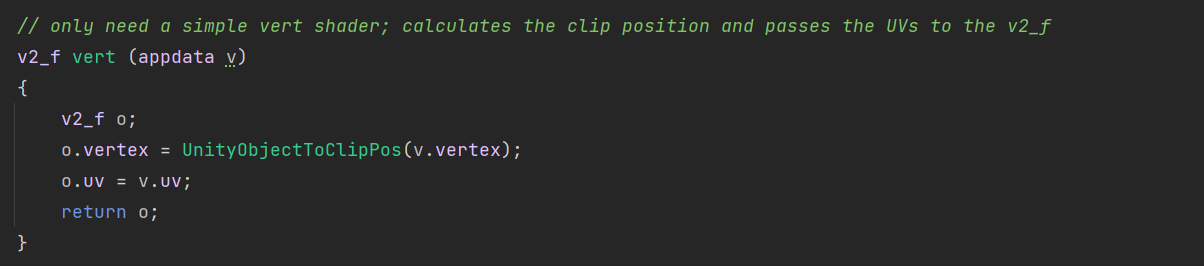 // only need a simple vert shader; calculates the clip position and passes the UVs to the v2_f
v2_f vert (appdata v)
{
    v2_f o;
    o.vertex = UnityObjectToClipPos(v.vertex);
    o.uv = v.uv;
    return o;
}